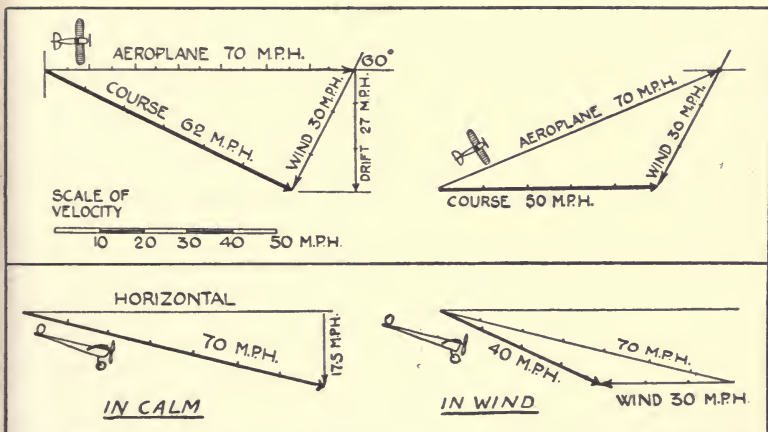 AEROPLANE 70 M.P.H.
60°
COURSE 62 M.P.H.
WIND 30 M.P.H.
DRIFT 27 M.P.H.
SCALE OF
VELOCITY
10 20 30 40 50 M.P.H.
AEROPLANE 70 M.P.H.
WIND 30 M.P.H.
COURSE 50 M.P.H.
HORIZONTAL
70 M.P.H.
17.5 M.P.H.
IN CALM
70 M.P.H.
40 M.P.H.
WIND 30 M.P.H.
IN WIND